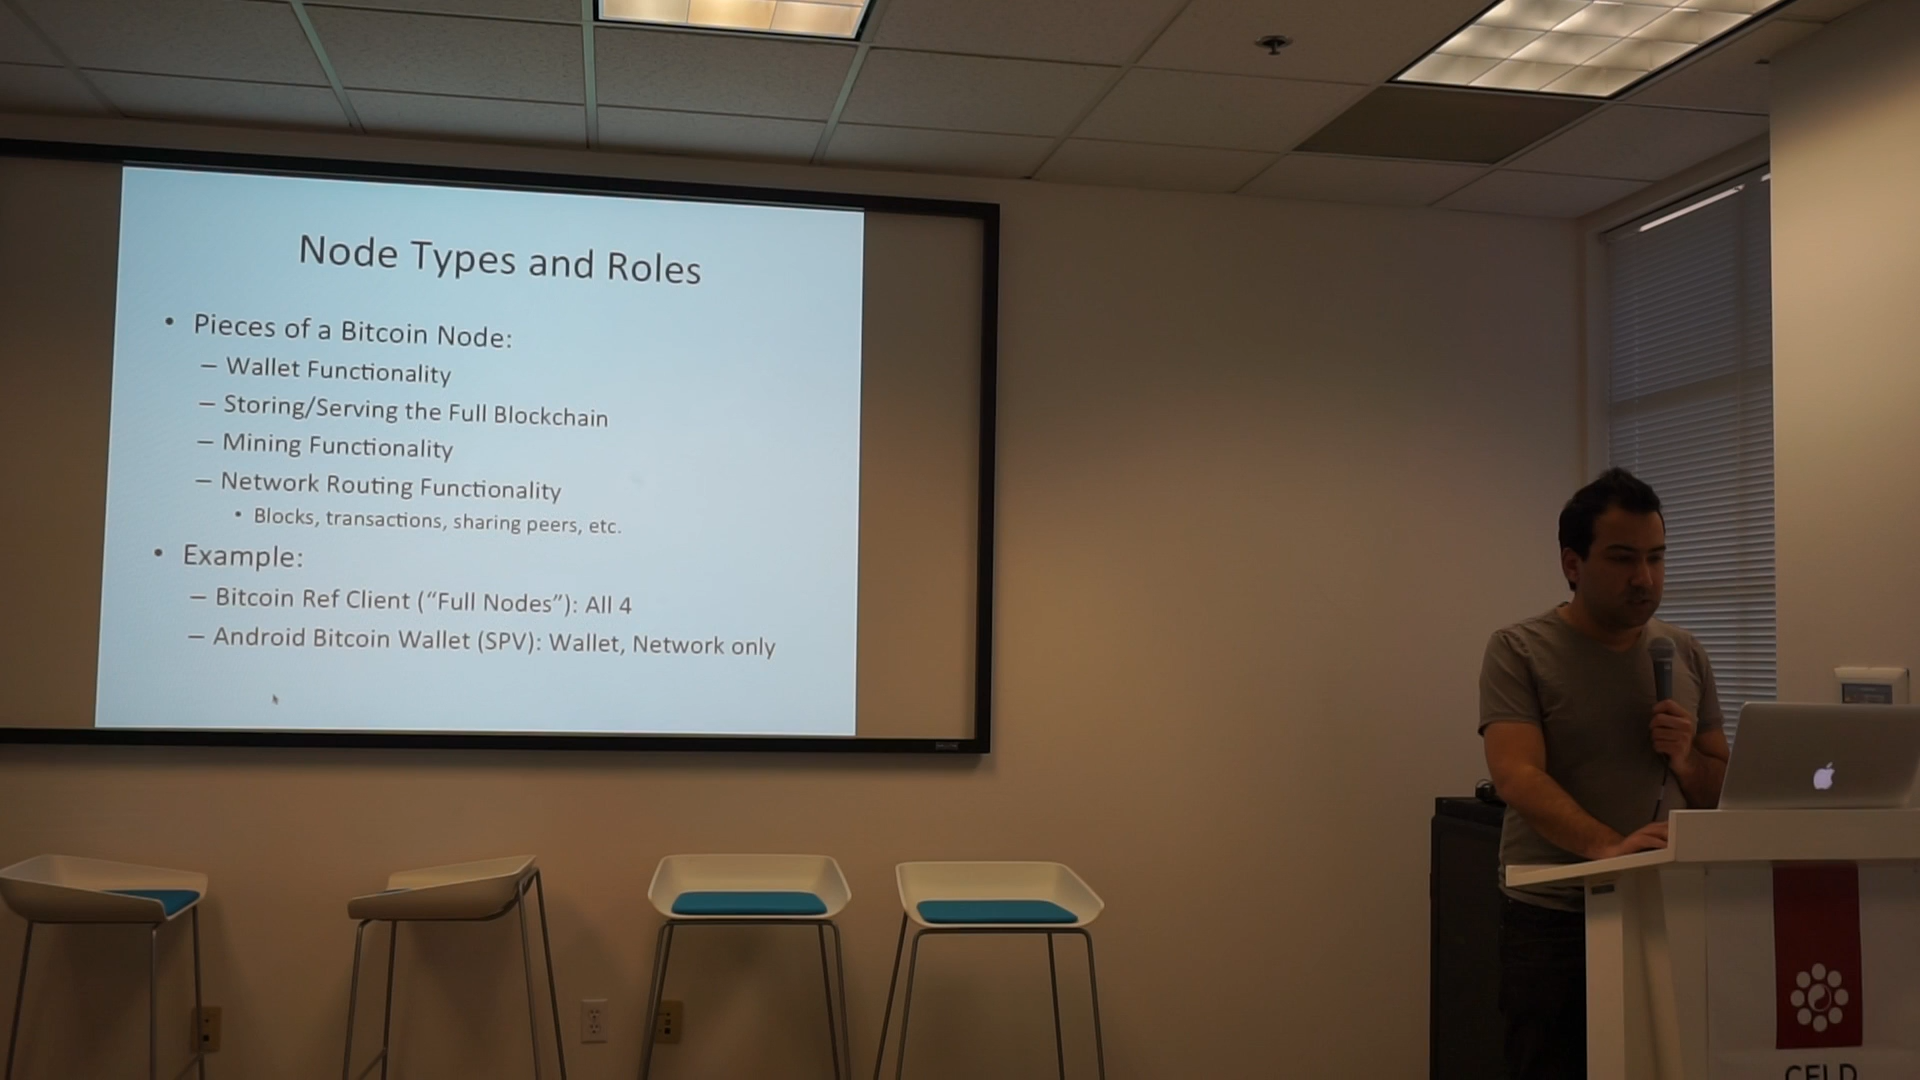 Node Types and Roles
• Pieces of a Bitcoin Node:
– Wallet Functionality
– Storing/Serving the Full Blockchain
– Mining Functionality
– Network Routing Functionality
• Blocks, transactions, sharing peers, etc.
• Example:
– Bitcoin Ref Client (“Full Nodes”): All 4
– Android Bitcoin Wallet (SPV): Wallet, Network only